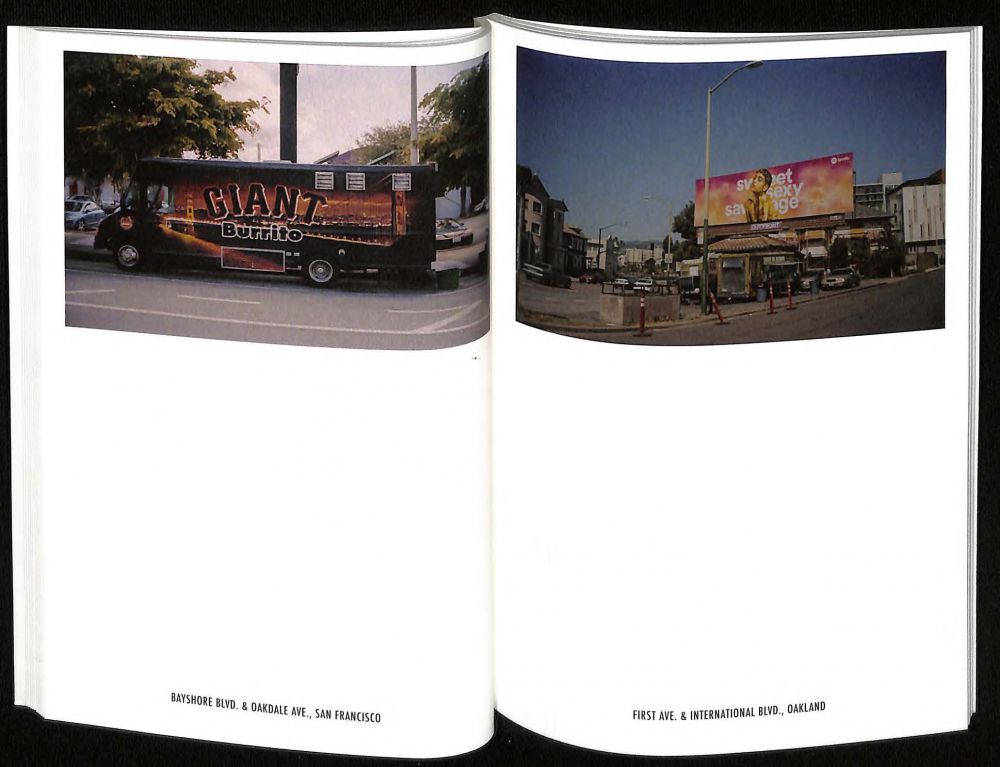 GIANT
Burrito
sweet
sexy
savage
OUTFRONT
BAYSHORE BLVD. & OAKDALE AVE., SAN FRANCISCO
FIRST AVE. & INTERNATIONAL BLVD., OAKLAND